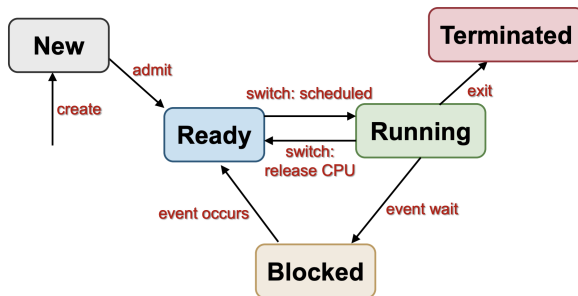 New
Terminated
admit
switch: scheduled
exit
create
Ready
Running
switch:
release CPU
event occurs
event wait
Blocked